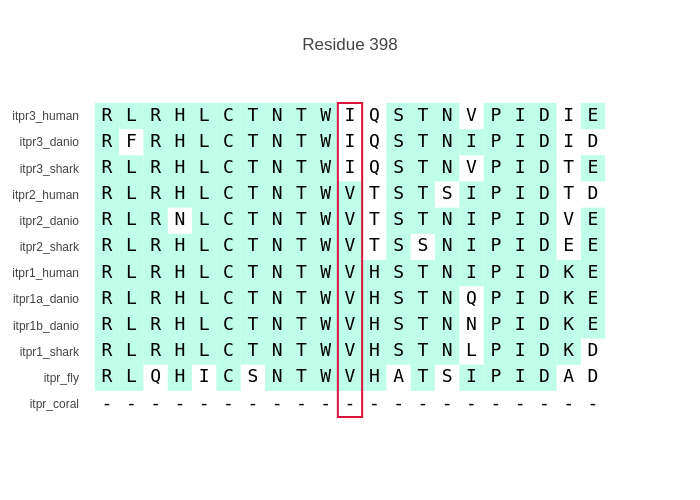 Residue 398
itpr3_human R L R H L C T N T W I Q S T N V P I D I E
itpr3_danio R F R H L C T N T W I Q S T N I P I D I D
itpr3_shark R L R H L C T N T W I Q S T N V P I D T E
itpr2_human R L R H L C T N T W V T S T S I P I D T D
itpr2_danio R L R N L C T N T W V T S T N I P I D V E
itpr2_shark R L R H L C T N T W V T S S N I P I D E E
itpr1_human R L R H L C T N T W V H S T N I P I D K E
itpr1a_danio R L R H L C T N T W V H S T N Q P I D K E
itpr1b_danio R L R H L C T N T W V H S T N N P I D K E
itpr1_shark R L R H L C T N T W V H S T N L P I D K D
itpr_fly R L Q H I C S N T W V H A T S I P I D A D
itpr_coral - - - - - - - - - - - - - - - - - - - - -